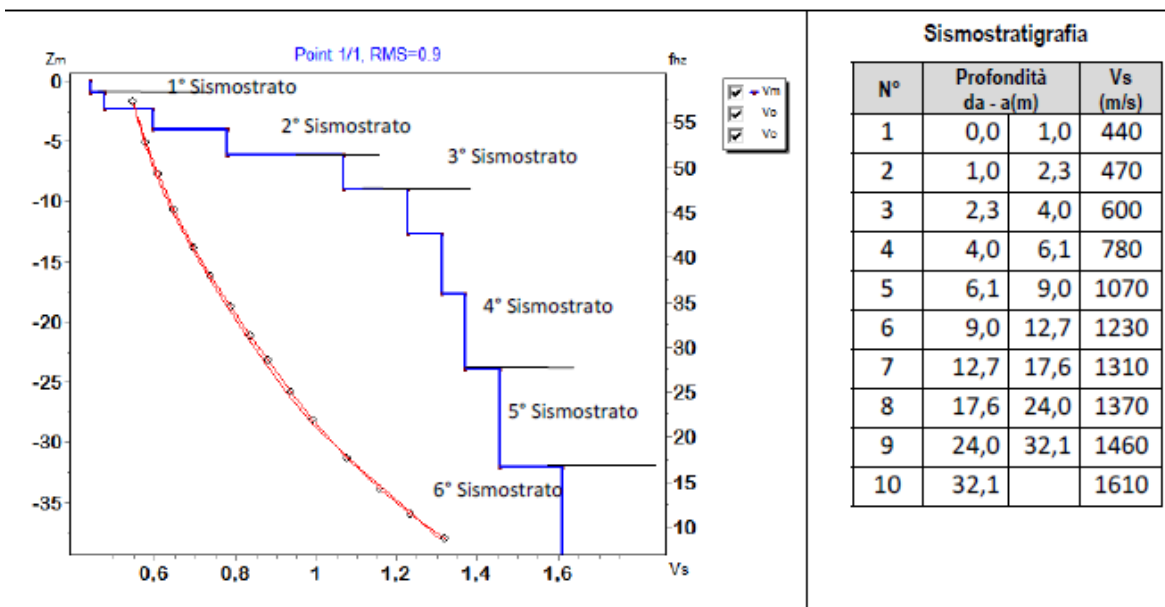 Point 1/1, RMS=0.9
Zm
fhz
0
-5
-10
-15
-20
-25
-30
-35
1° Sismostrato
2° Sismostrato
3° Sismostrato
4° Sismostrato
5° Sismostrato
6° Sismostrato
55
50
45
40
35
30
25
20
15
10
0,6 0,8 1 1,2 1,4 1,6 Vs
Vm
Vo
Sismostratigrafia
N° Profondità da - a(m) Vs (m/s)
1 0,0 1,0 440
2 1,0 2,3 470
3 2,3 4,0 600
4 4,0 6,1 780
5 6,1 9,0 1070
6 9,0 12,7 1230
7 12,7 17,6 1310
8 17,6 24,0 1370
9 24,0 32,1 1460
10 32,1 1610